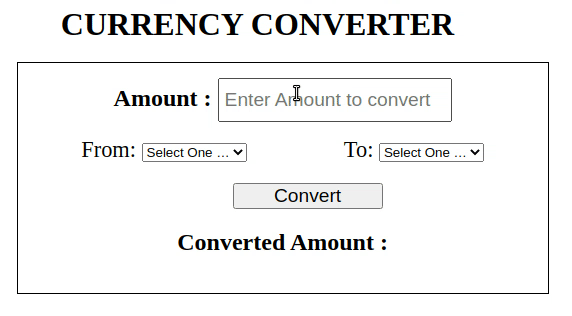 CURRENCY CONVERTER
Amount : Enter Amount to convert
From: Select One ... To: Select One ...
Convert
Converted Amount :